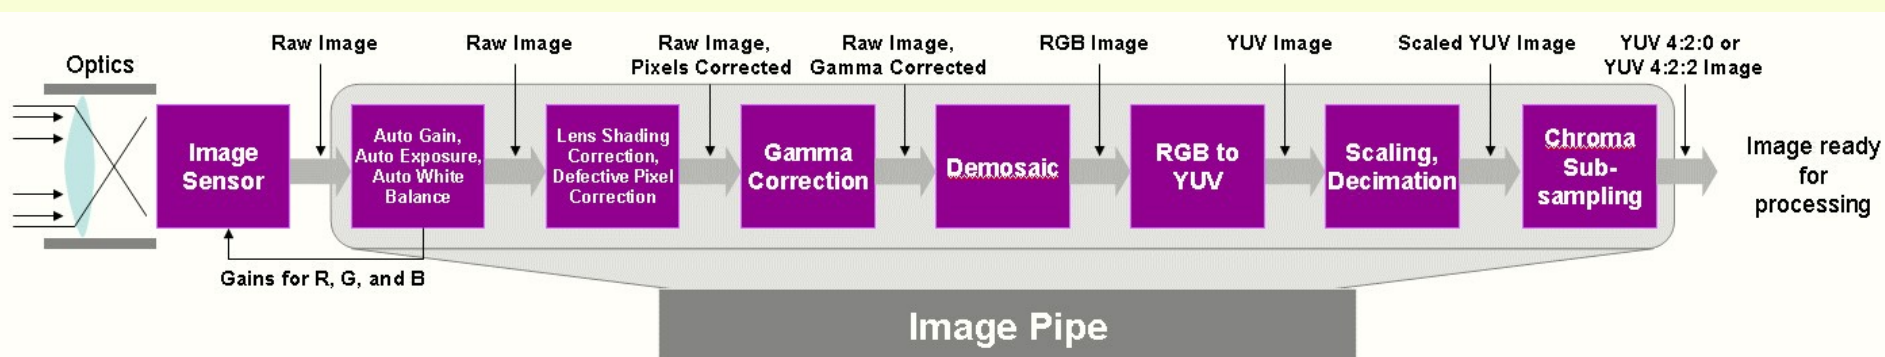 Optics
Raw Image
Raw Image
Raw Image,
Pixels Corrected
Raw Image,
Gamma Corrected
RGB Image
YUV Image
Scaled YUV Image
YUV 4:2:0 or
YUV 4:2:2 Image
Image
Sensor
Auto Gain,
Auto Exposure,
Auto White
Balance
Lens Shading
Correction,
Defective Pixel
Correction
Gamma
Correction
Demosaic
RGB to
YUV
Scaling,
Decimation
Chroma
Sub-
sampling
Image ready
for
processing
Gains for R, G, and B
Image Pipe